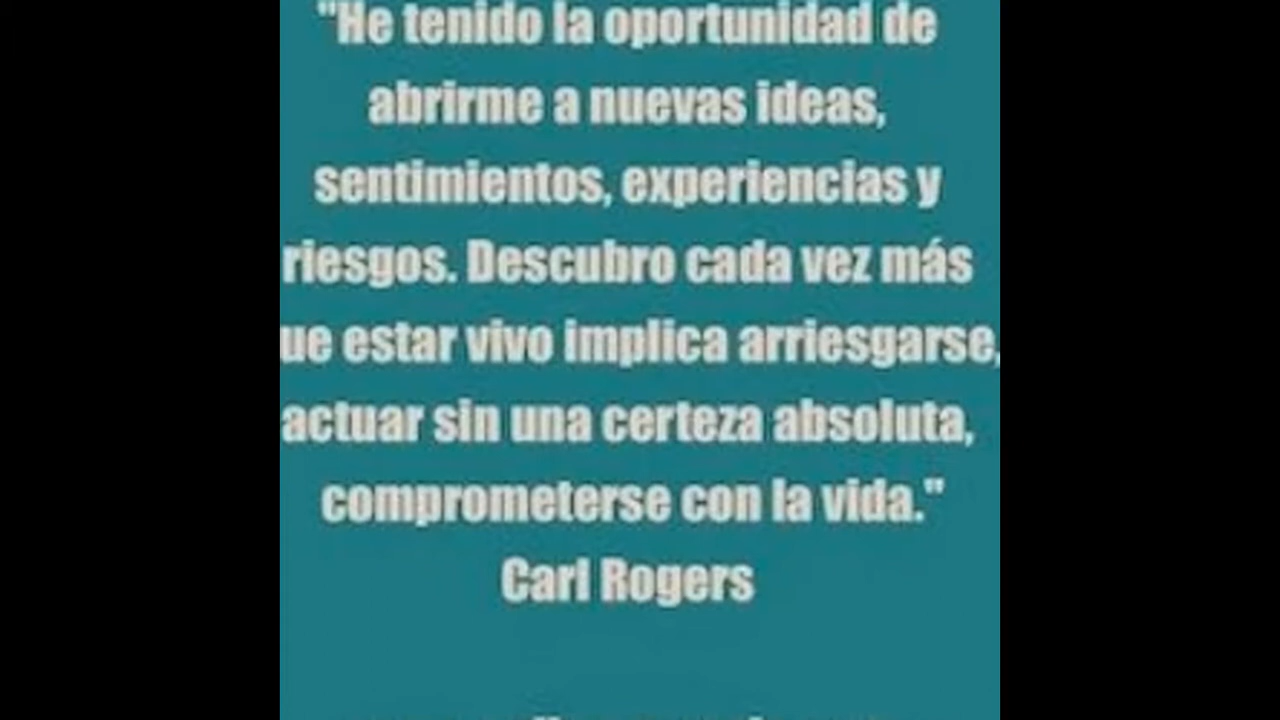 "He tenido la oportunidad de
abrirme a nuevas ideas,
sentimientos, experiencias y
riesgos. Descubro cada vez más
ue estar vivo implica arriesgarse,
actuar sin una certeza absoluta,
comprometerse con la vida."
Carl Rogers